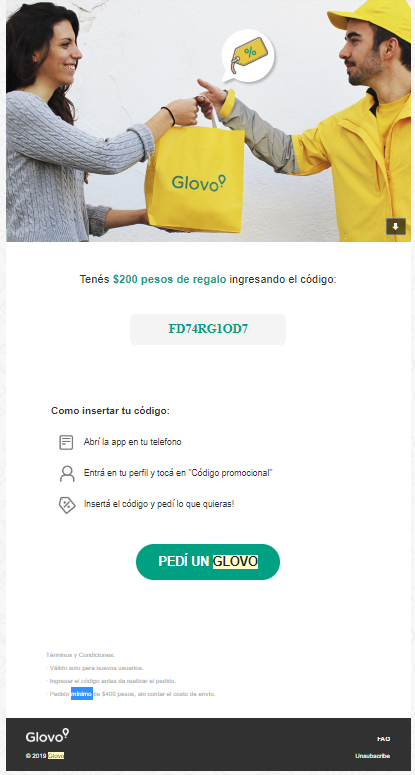 %
Glovo
Tenés $200 pesos de regalo ingresando el código:
FD74RG1OD7
Como insertar tu código:
Abrí la app en tu telefono
Entrá en tu perfil y tocá en "Código promocional"
Insertá el código y pedí lo que quieras!
PEDÍ UN GLOVO
Términos y Condiciones:
- Válido solo para nuevos usuarios.
- Ingresar el código antes de realizar el pedido.
- Pedido mínimo de $400 pesos, sin contar el costo de envío.
Glovo
FAQ
© 2019 Glovo
Unsubscribe